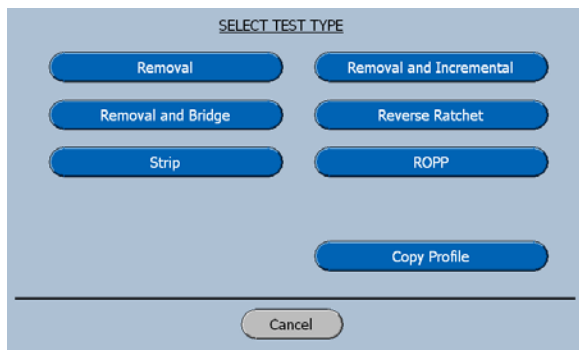 SELECT TEST TYPE
Removal
Removal and Incremental
Removal and Bridge
Reverse Ratchet
Strip
ROPP
Copy Profile
Cancel